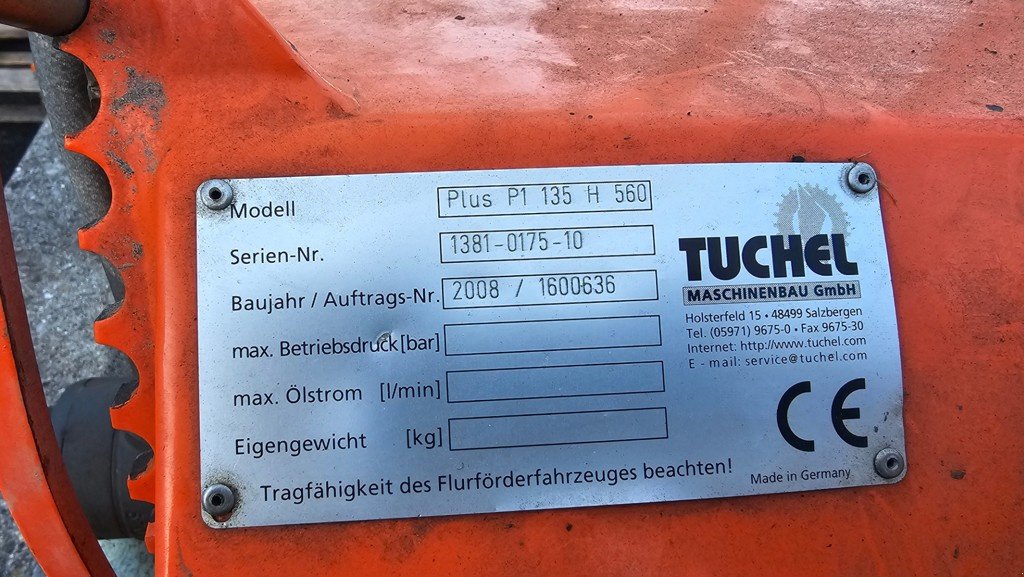 Modell Plus P1 135 H 560
Serien-Nr. 1381-0175-10
Baujahr / Auftrags-Nr. 2008 / 1600636
max. Betriebsdruck [bar]
max. Ölstrom [l/min]
Eigengewicht [kg]
Tragfähigkeit des Flurförderfahrzeuges beachten!
TUCHEL
MASCHINENBAU GmbH
Holsterfeld 15 • 48499 Salzbergen
Tel. (05971) 9675-0 • Fax 9675-30
Internet: http://www.tuchel.com
E - mail: service@tuchel.com
CE
Made in Germany